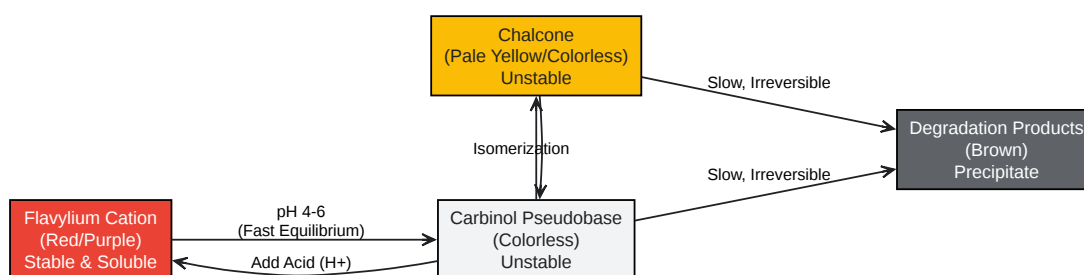 Chalcone
(Pale Yellow/Colorless)
Unstable
Slow, Irreversible
Degradation Products
(Brown)
Precipitate
Isomerization
Slow, Irreversible
Flavylium Cation
(Red/Purple)
Stable & Soluble
pH 4-6
(Fast Equilibrium)
Add Acid (H+)
Carbinol Pseudobase
(Colorless)
Unstable